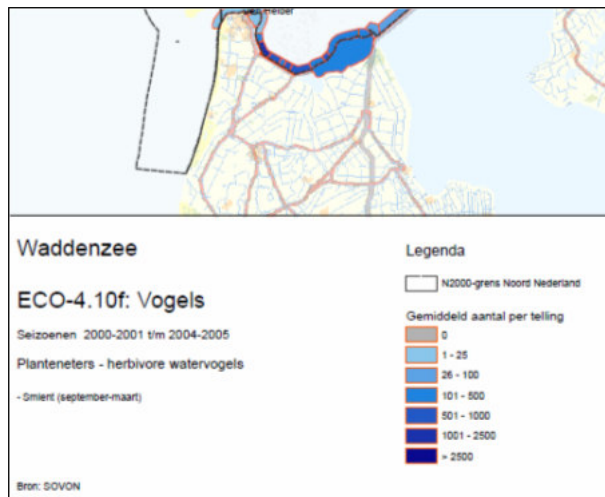 Den Helder
Waddenzee
ECO-4.10f: Vogels
Seizoenen 2000-2001 t/m 2004-2005
Planteneters - herbivore watervogels
- Smient (september-maart)
Bron: SOVON
Legenda
N2000-grens Noord Nederland
Gemiddeld aantal per telling
0
1 - 25
26 - 100
101 - 500
501 - 1000
1001 - 2500
> 2500